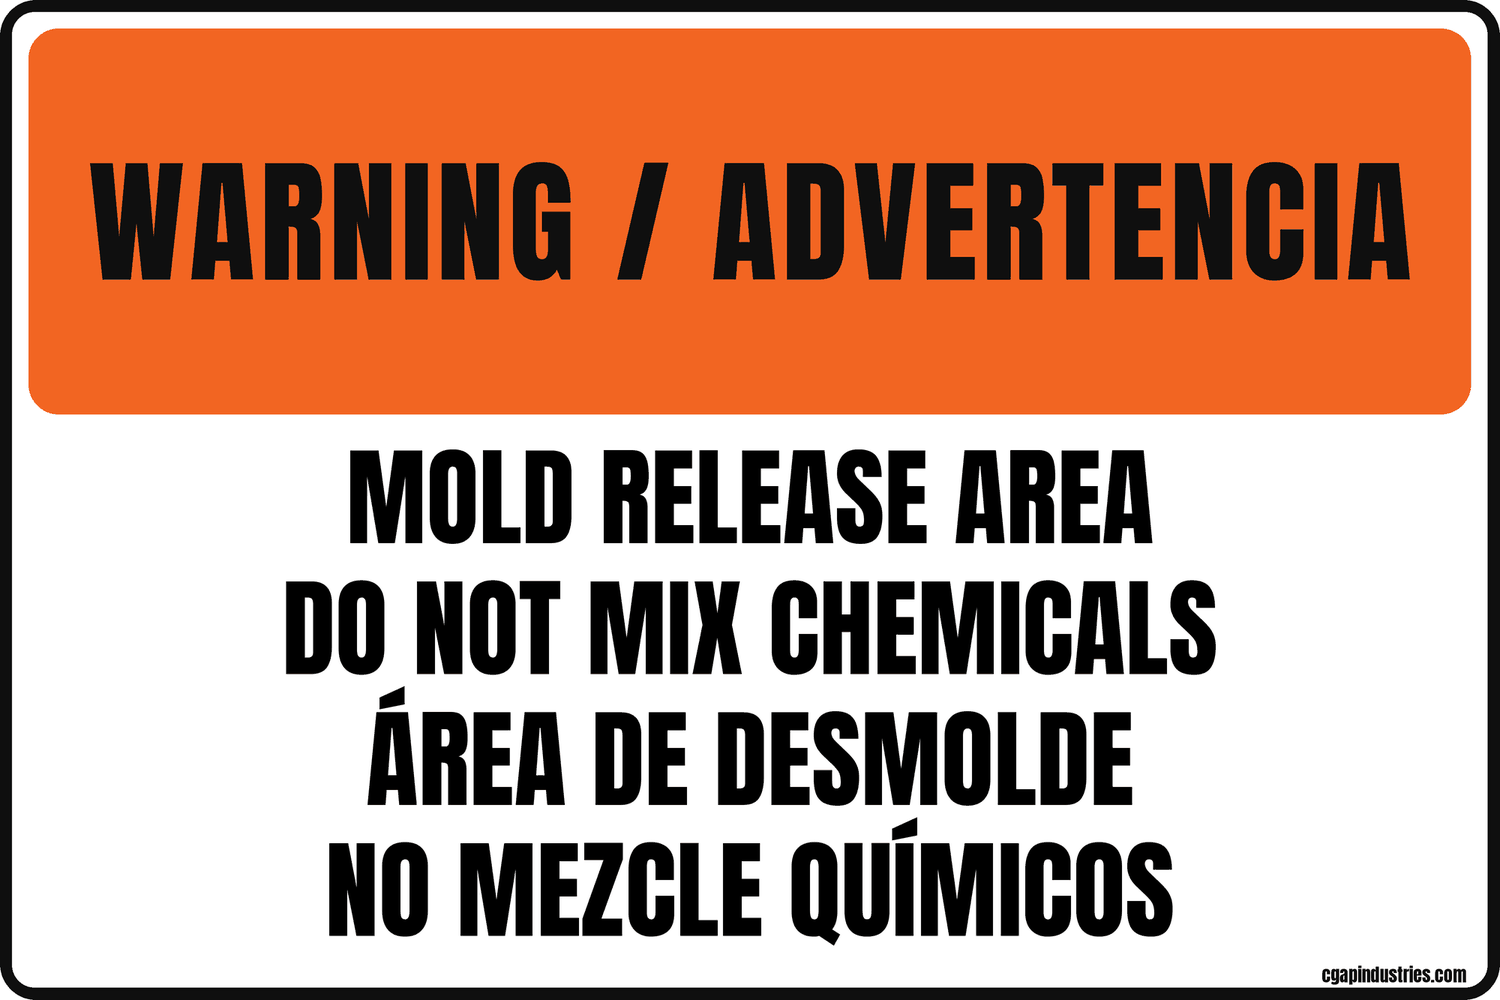 WARNING / ADVERTENCIA
MOLD RELEASE AREA
DO NOT MIX CHEMICALS
ÁREA DE DESMOLDE
NO MEZCLE QUÍMICOS
cgapindustries.com